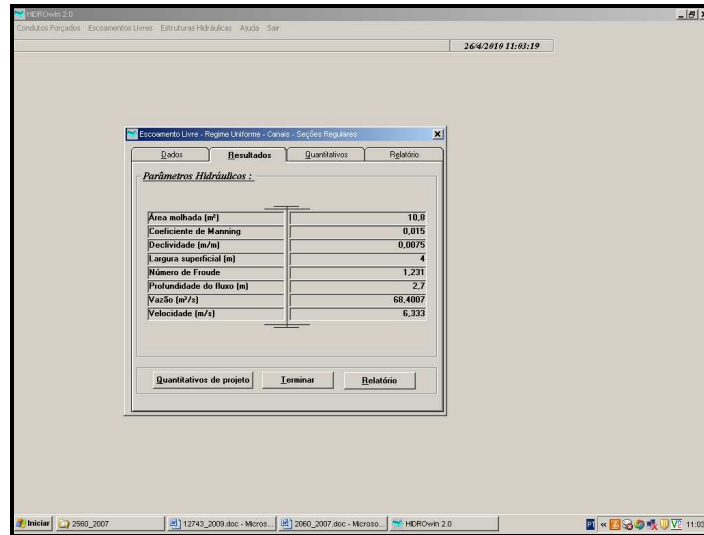 HIDROwin 2.0
Condutos Forçados Escoamentos Livres Estruturas Hidráulicas Ajuda Sair
26/4/2010 11:03:19
Escoamento Livre - Regime Uniforme - Canais - Seções Regulares
Dados Resultados Quantitativos Relatório
Parâmetros Hidráulicos :
Área molhada (m²) 10,8
Coeficiente de Manning 0,015
Declividade (m/m) 0,0075
Largura superficial (m) 4
Número de Froude 1,231
Profundidade do fluxo (m) 2,7
Vazão (m³/s) 68,4007
Velocidade (m/s) 6,333
Quantitativos de projeto Terminar Relatório
Iniciar 2560_2007 12743_2009.doc - Micros... 2060_2007.doc - Microso... HIDROwin 2.0 PT « 11:03